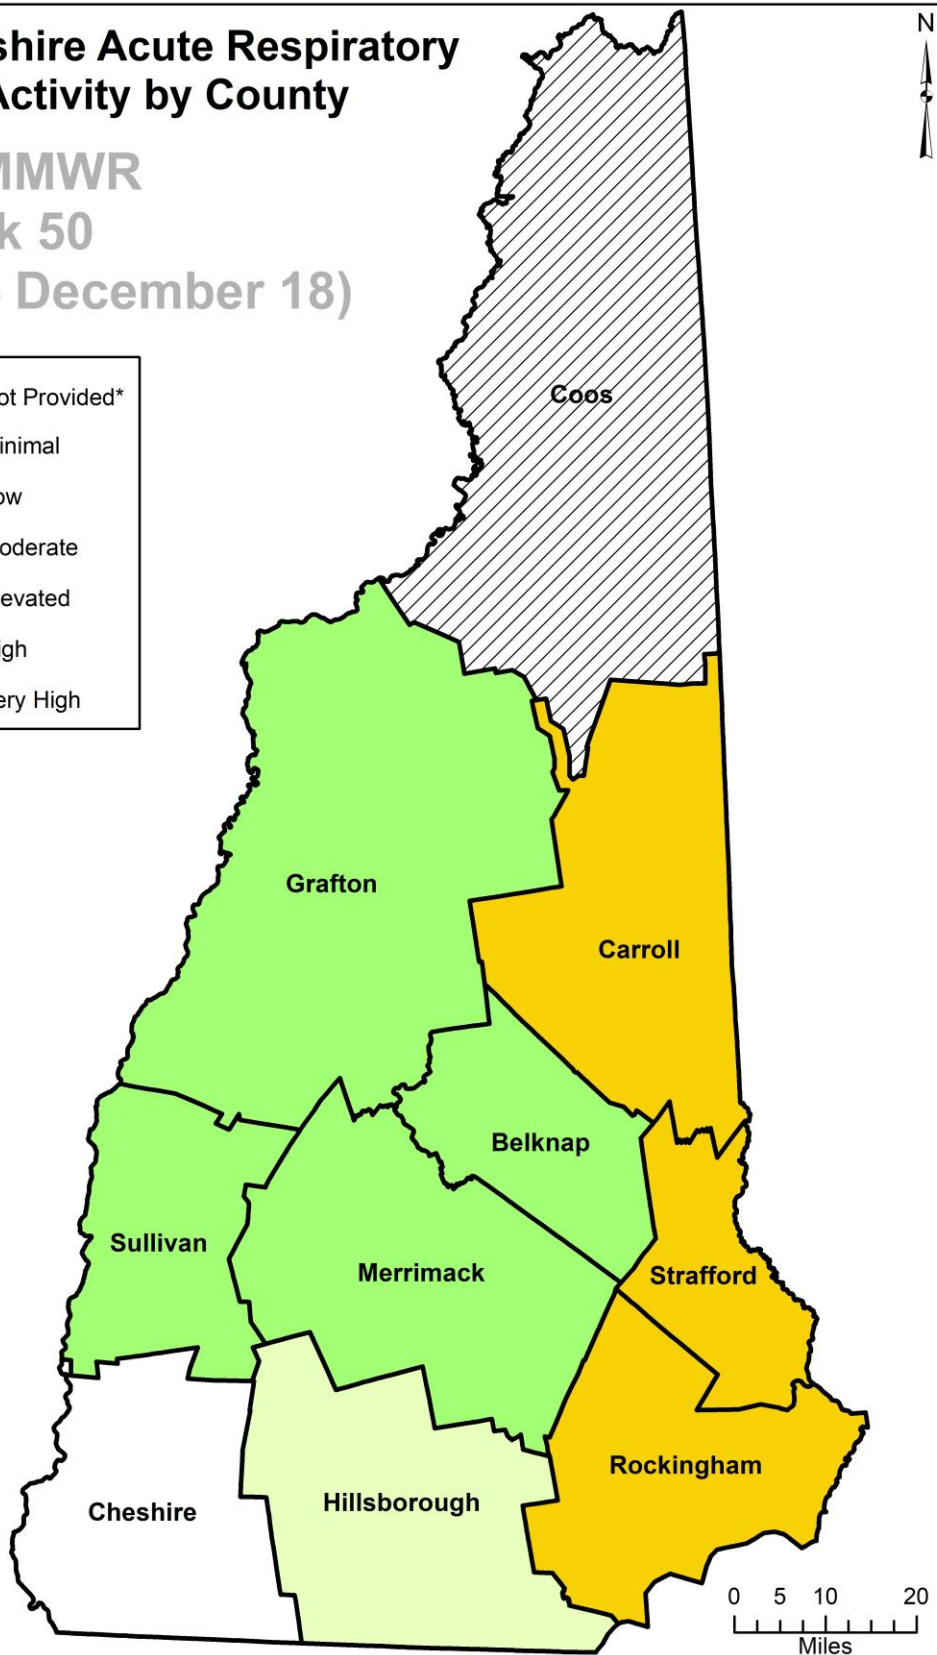 shire Acute Respiratory
Activity by County
MMWR
k 50
December 18)
ot Provided*
inimal
ow
oderate
levated
igh
ery High
N
Coos
Grafton
Carroll
Belknap
Sullivan
Merrimack
Strafford
Rockingham
Hillsborough
Cheshire
0 5 10 20
Miles